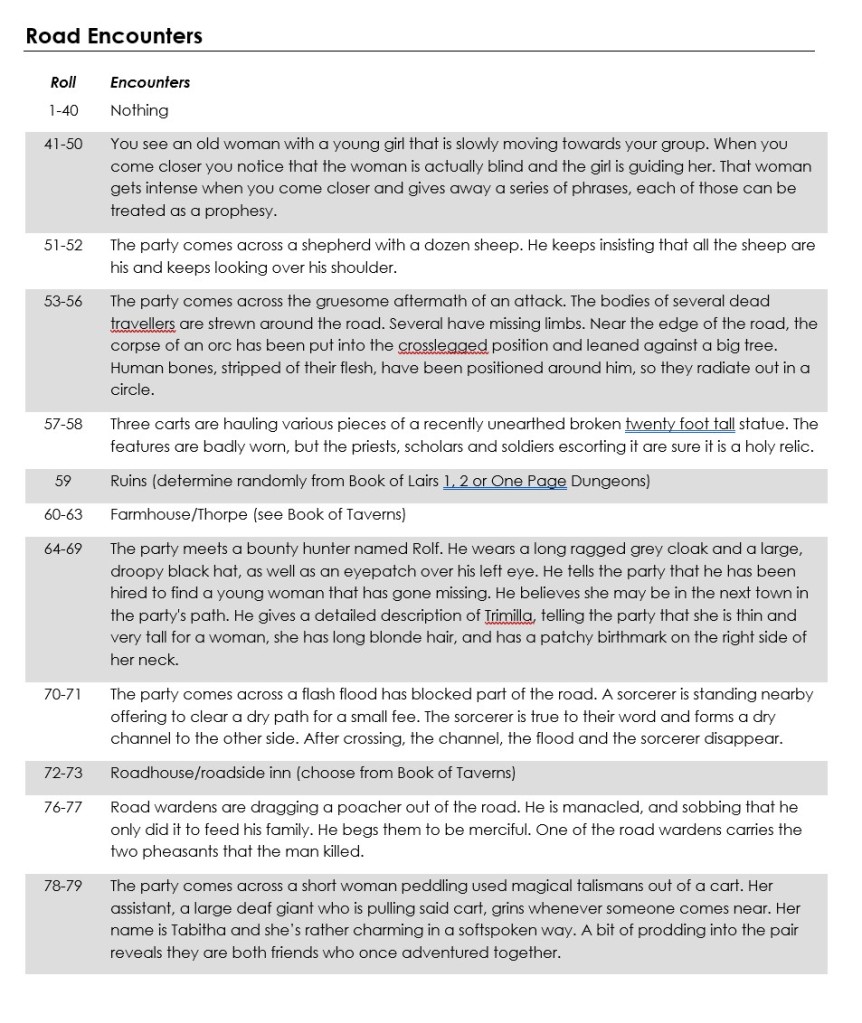 Road Encounters
Roll Encounters
1-40 Nothing
41-50 You see an old woman with a young girl that is slowly moving towards your group. When you
come closer you notice that the woman is actually blind and the girl is guiding her. That woman
gets intense when you come closer and gives away a series of phrases, each of those can be
treated as a prophesy.
51-52 The party comes across a shepherd with a dozen sheep. He keeps insisting that all the sheep are
his and keeps looking over his shoulder.
53-56 The party comes across the gruesome aftermath of an attack. The bodies of several dead
travellers are strewn around the road. Several have missing limbs. Near the edge of the road, the
corpse of an orc has been put into the crosslegged position and leaned against a big tree.
Human bones, stripped of their flesh, have been positioned around him, so they radiate out in a
circle.
57-58 Three carts are hauling various pieces of a recently unearthed broken twenty foot tall statue. The
features are badly worn, but the priests, scholars and soldiers escorting it are sure it is a holy relic.
59 Ruins (determine randomly from Book of Lairs 1, 2 or One Page Dungeons)
60-63 Farmhouse/Thorpe (see Book of Taverns)
64-69 The party meets a bounty hunter named Rolf. He wears a long ragged grey cloak and a large,
droopy black hat, as well as an eyepatch over his left eye. He tells the party that he has been
hired to find a young woman that has gone missing. He believes she may be in the next town in
the party's path. He gives a detailed description of Trimilla, telling the party that she is thin and
very tall for a woman, she has long blonde hair, and has a patchy birthmark on the right side of
her neck.
70-71 The party comes across a flash flood has blocked part of the road. A sorcerer is standing nearby
offering to clear a dry path for a small fee. The sorcerer is true to their word and forms a dry
channel to the other side. After crossing, the channel, the flood and the sorcerer disappear.
72-73 Roadhouse/roadside inn (choose from Book of Taverns)
76-77 Road wardens are dragging a poacher out of the road. He is manacled, and sobbing that he
only did it to feed his family. He begs them to be merciful. One of the road wardens carries the
two pheasants that the man killed.
78-79 The party comes across a short woman peddling used magical talismans out of a cart. Her
assistant, a large deaf giant who is pulling said cart, grins whenever someone comes near. Her
name is Tabitha and she's rather charming in a softspoken way. A bit of prodding into the pair
reveals they are both friends who once adventured together.